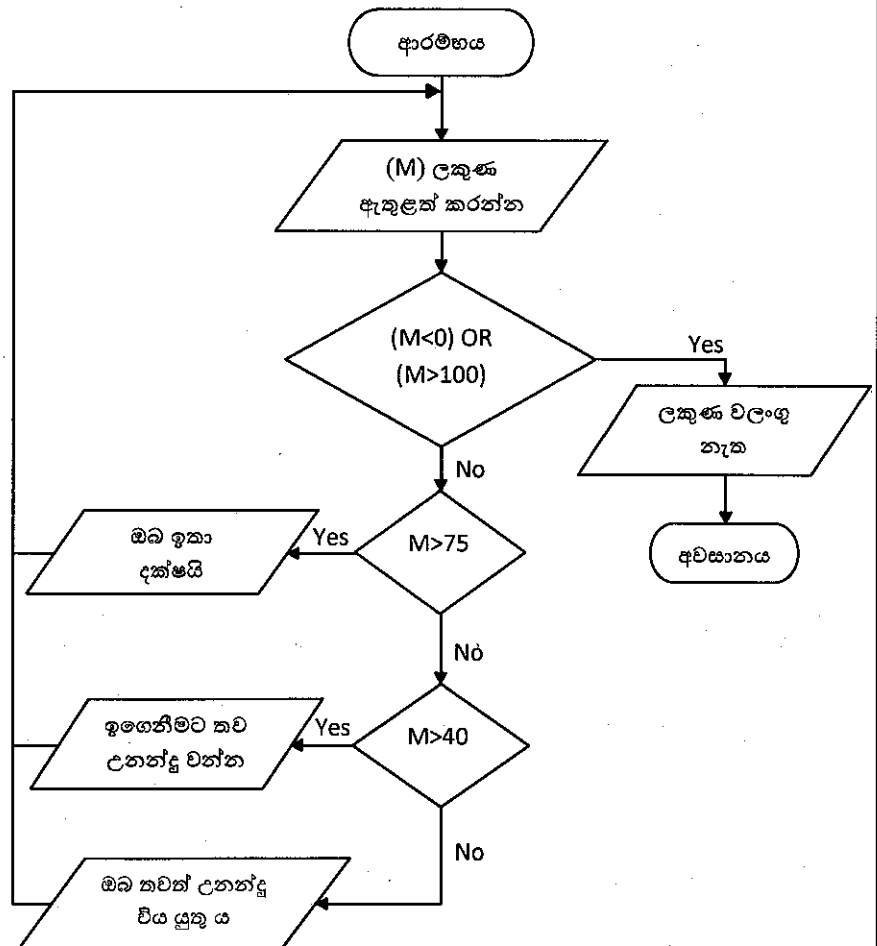 ආරම්භය
(M) ලකුණ
ඇතුළත් කරන්න
(M<0) OR
(M>100)
Yes
ලකුණ වලංගු
නැත
No
අවසානය
M>75
Yes
ඔබ ඉතා
දක්ෂයි
No
M>40
Yes
ඉගෙනීමට තව
උනන්දු වන්න
No
ඔබ තවත් උනන්දු
විය යුතු ය